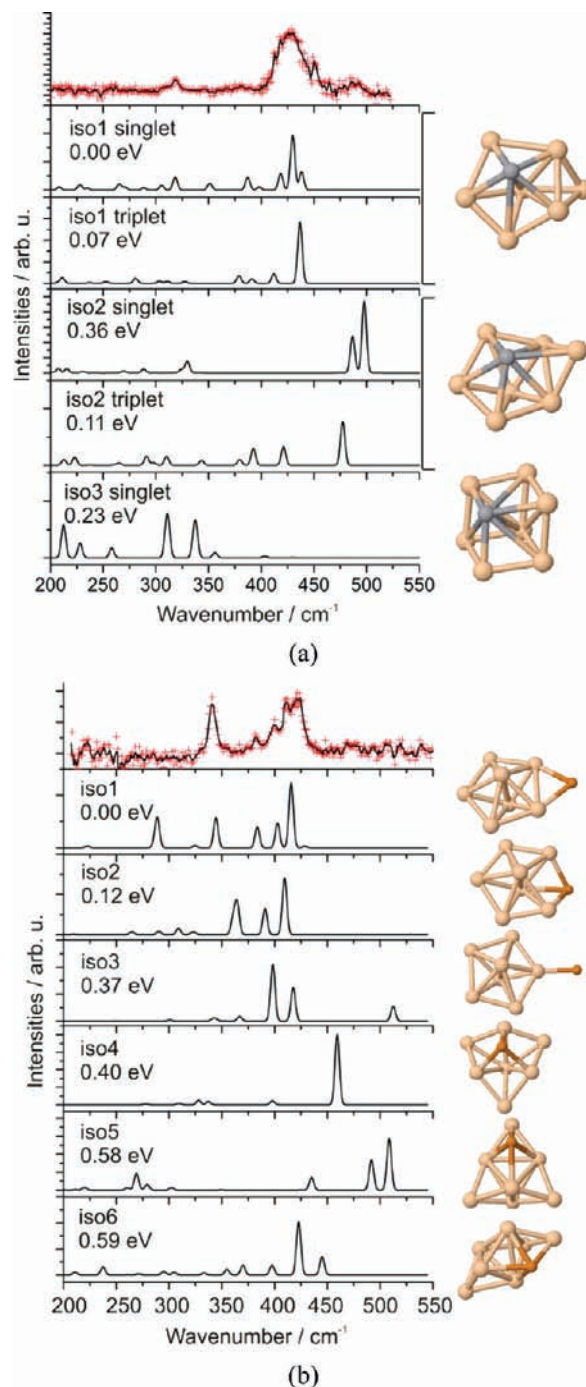 Intensities / arb. u.
iso1 singlet
0.00 eV
iso1 triplet
0.07 eV
iso2 singlet
0.36 eV
iso2 triplet
0.11 eV
iso3 singlet
0.23 eV
200 250 300 350 400 450 500 550
Wavenumber / cm-1
(a)
Intensities / arb. u.
iso1
0.00 eV
iso2
0.12 eV
iso3
0.37 eV
iso4
0.40 eV
iso5
0.58 eV
iso6
0.59 eV
200 250 300 350 400 450 500 550
Wavenumber / cm-1
(b)